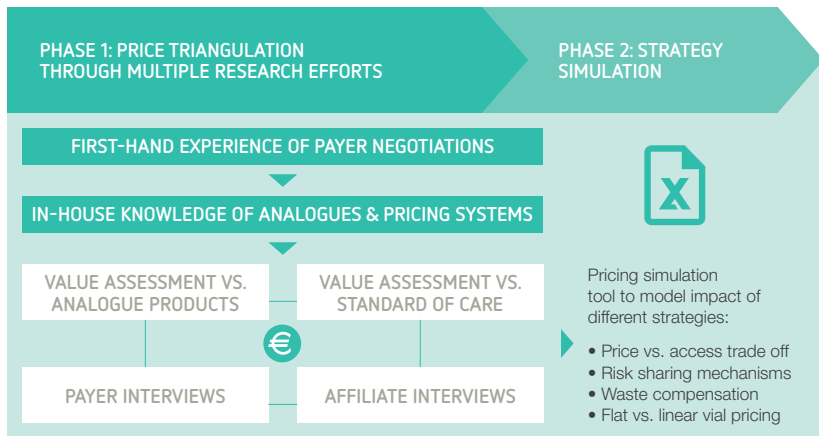 PHASE 1: PRICE TRIANGULATION
THROUGH MULTIPLE RESEARCH EFFORTS
PHASE 2: STRATEGY
SIMULATION
FIRST-HAND EXPERIENCE OF PAYER NEGOTIATIONS
IN-HOUSE KNOWLEDGE OF ANALOGUES & PRICING SYSTEMS
VALUE ASSESSMENT VS.
ANALOGUE PRODUCTS
VALUE ASSESSMENT VS.
STANDARD OF CARE
€
PAYER INTERVIEWS
AFFILIATE INTERVIEWS
X
Pricing simulation
tool to model impact of
different strategies:
• Price vs. access trade off
• Risk sharing mechanisms
• Waste compensation
• Flat vs. linear vial pricing